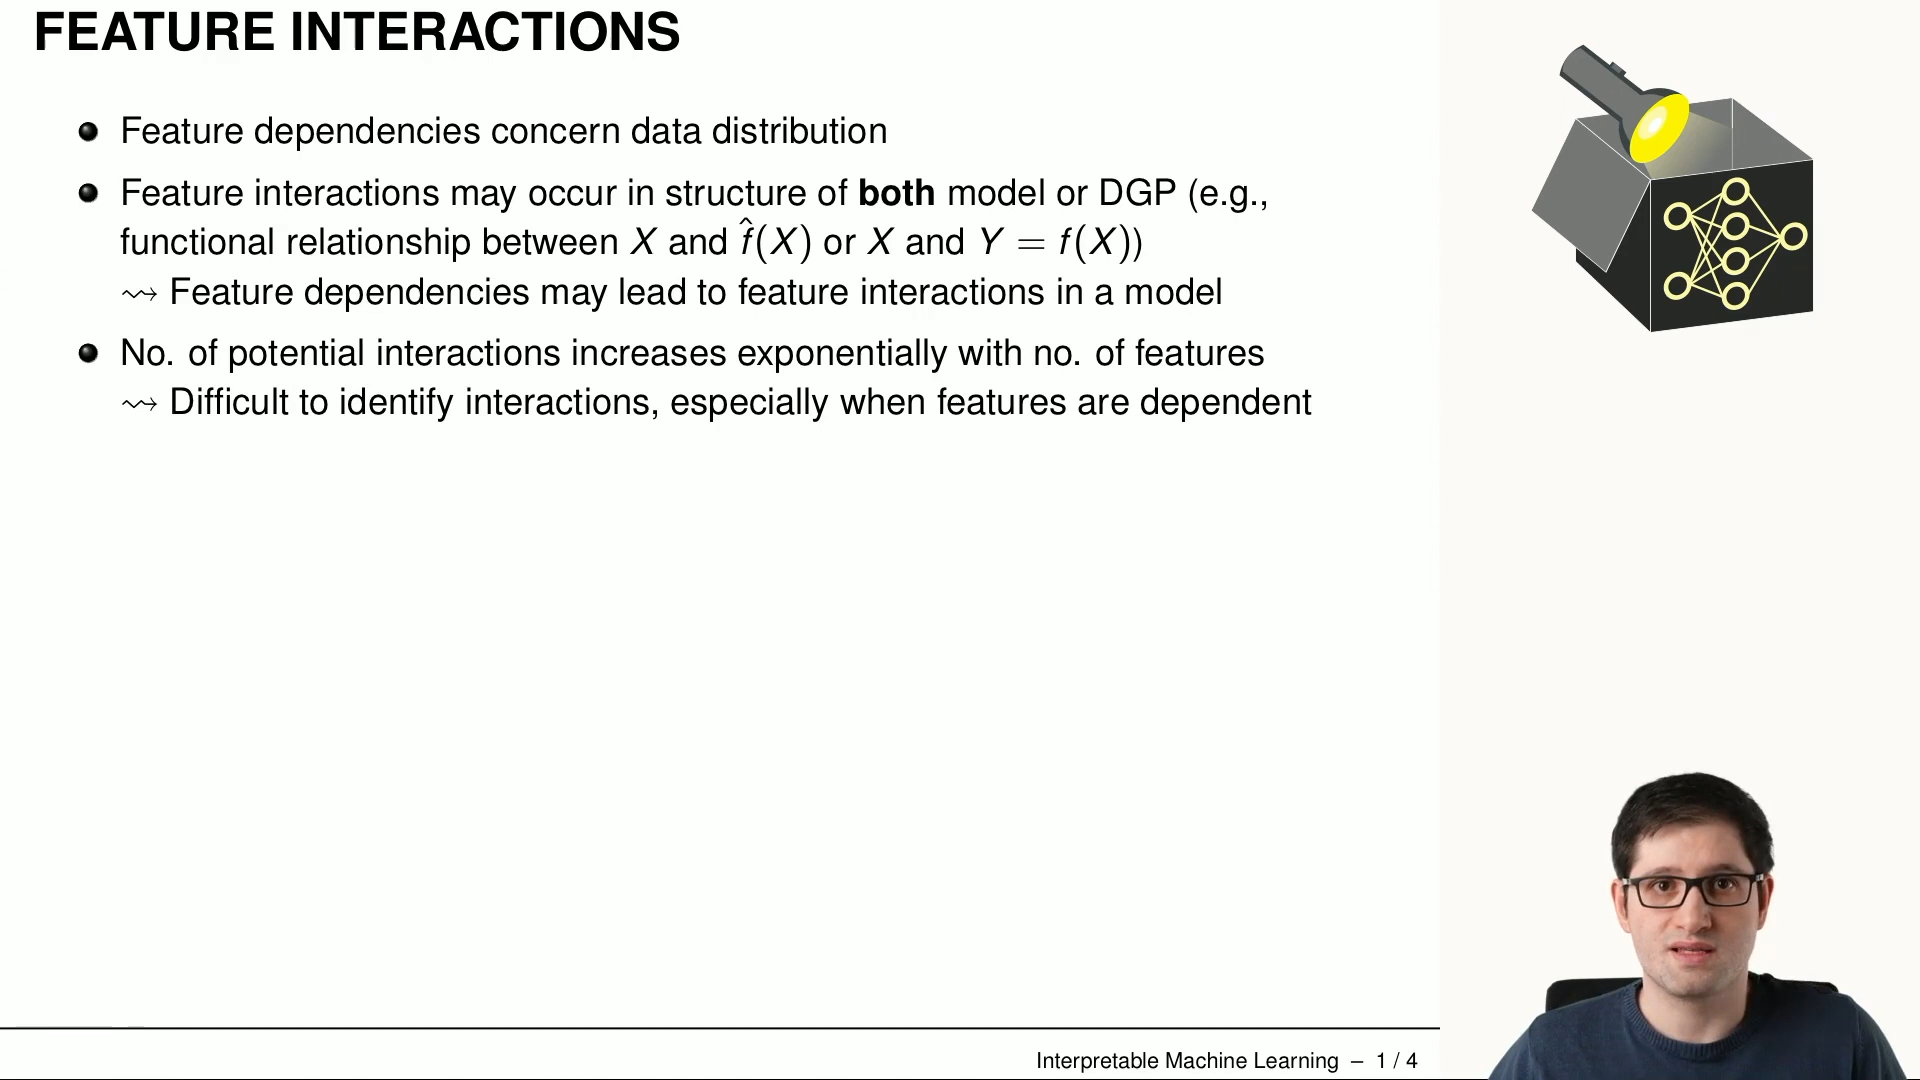 FEATURE INTERACTIONS
Feature dependencies concern data distribution
Feature interactions may occur in structure of both model or DGP (e.g.,
functional relationship between X and f̂(X) or X and Y = f(X))
⇝ Feature dependencies may lead to feature interactions in a model
No. of potential interactions increases exponentially with no. of features
⇝ Difficult to identify interactions, especially when features are dependent
Interpretable Machine Learning – 1 / 4